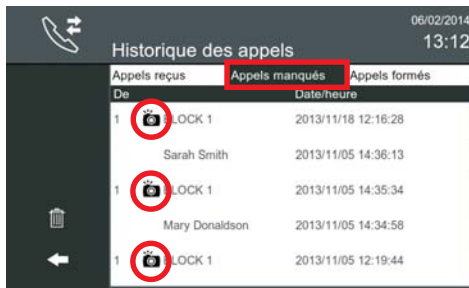 06/02/2014
13:12
Historique des appels
Appels reçus Appels manqués Appels formés
De Date/heure
1 BLOCK 1 2013/11/18 12:16:28
Sarah Smith 2013/11/05 14:36:13
1 BLOCK 1 2013/11/05 14:35:34
Mary Donaldson 2013/11/05 14:34:58
1 BLOCK 1 2013/11/05 12:19:44